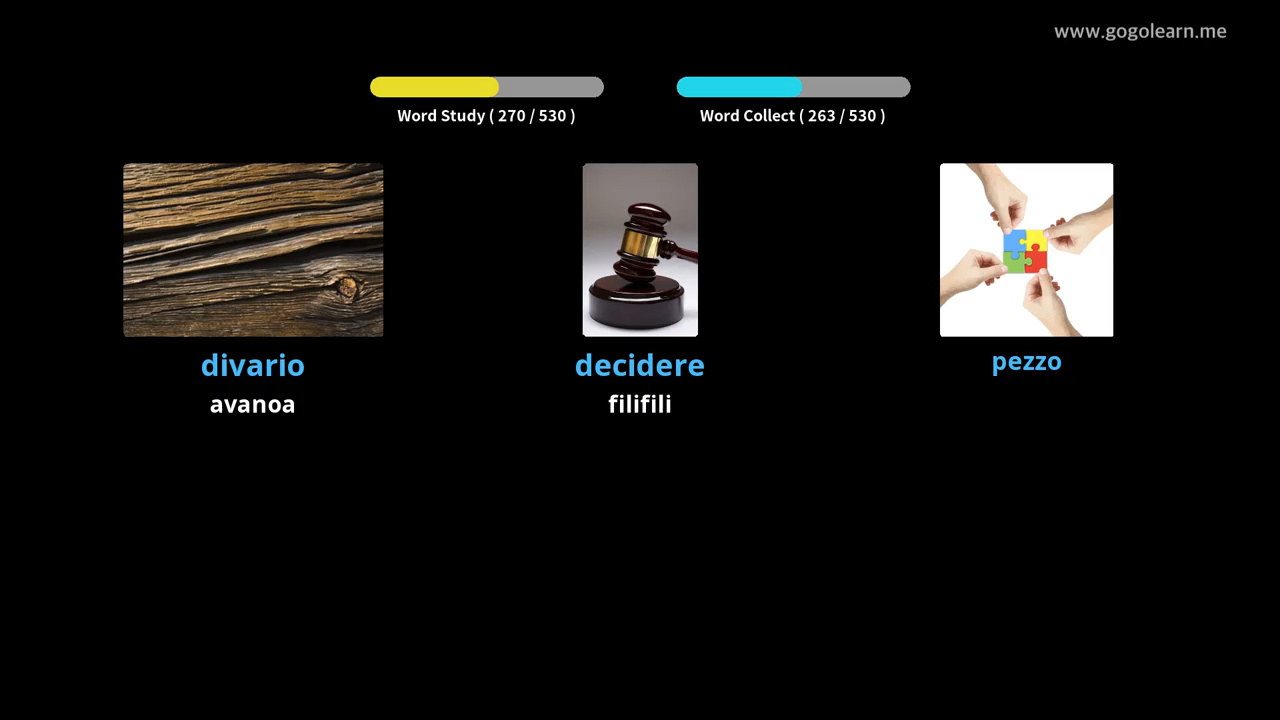 www.gogolearn.me
Word Study ( 270 / 530 )
Word Collect ( 263 / 530 )
divario
decidere
pezzo
avanoa
filifili